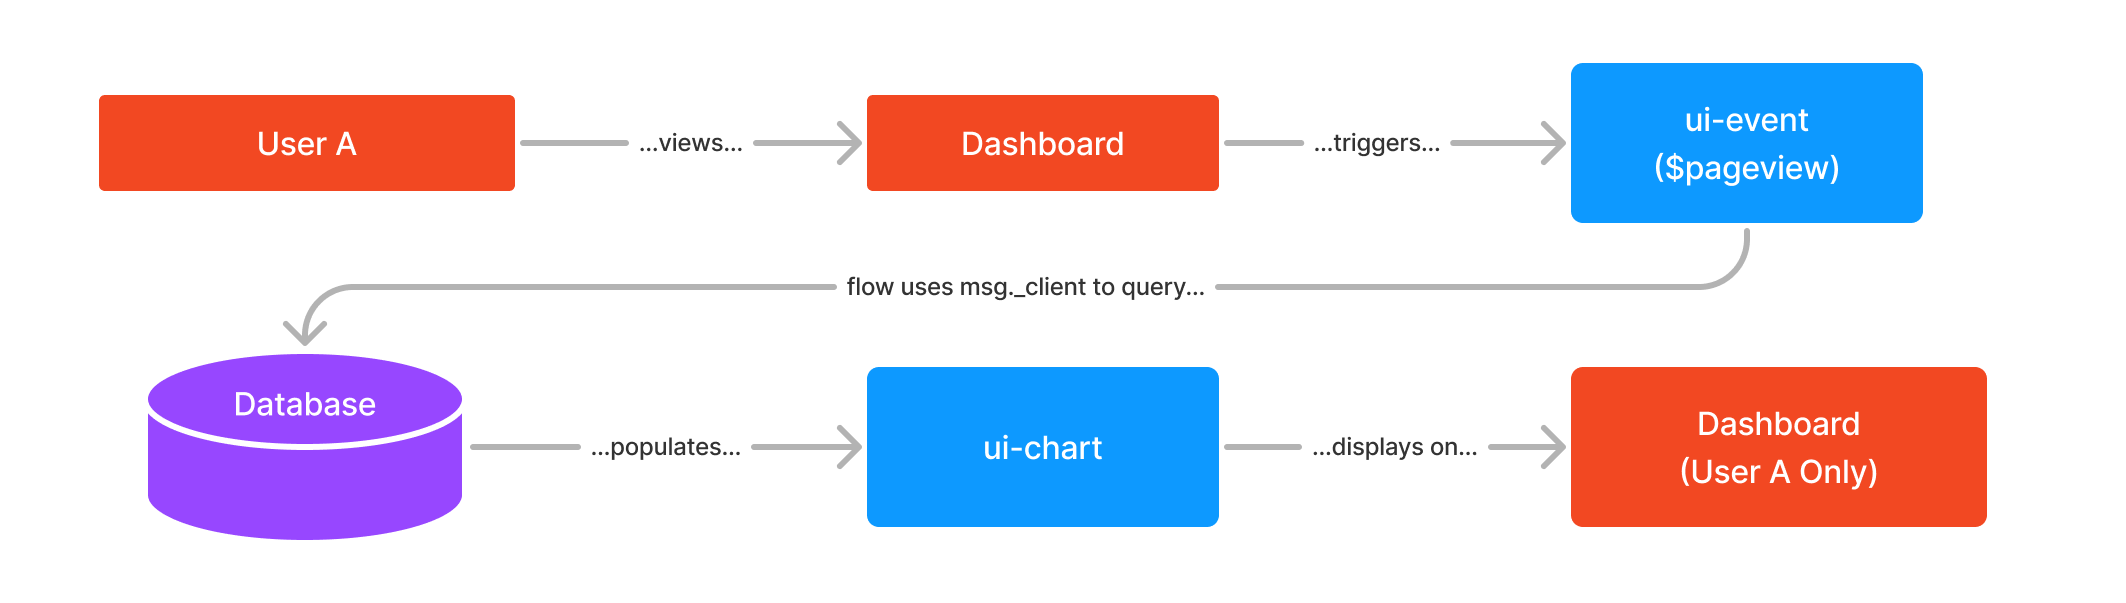 User A
...views...
Dashboard
...triggers...
ui-event
($pageview)
flow uses msg._client to query...
Database
...populates...
ui-chart
...displays on...
Dashboard
(User A Only)